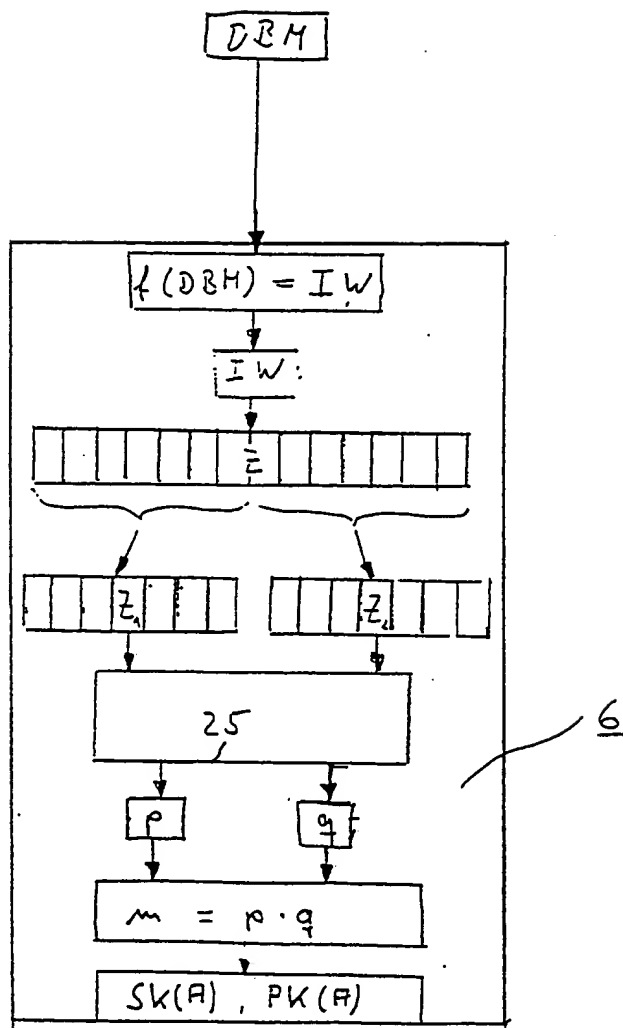 DBM
f(DBM) = IW
IW:
Z₁ Z₂
25
6
p q
m = p · q
SK(A), PK(A)